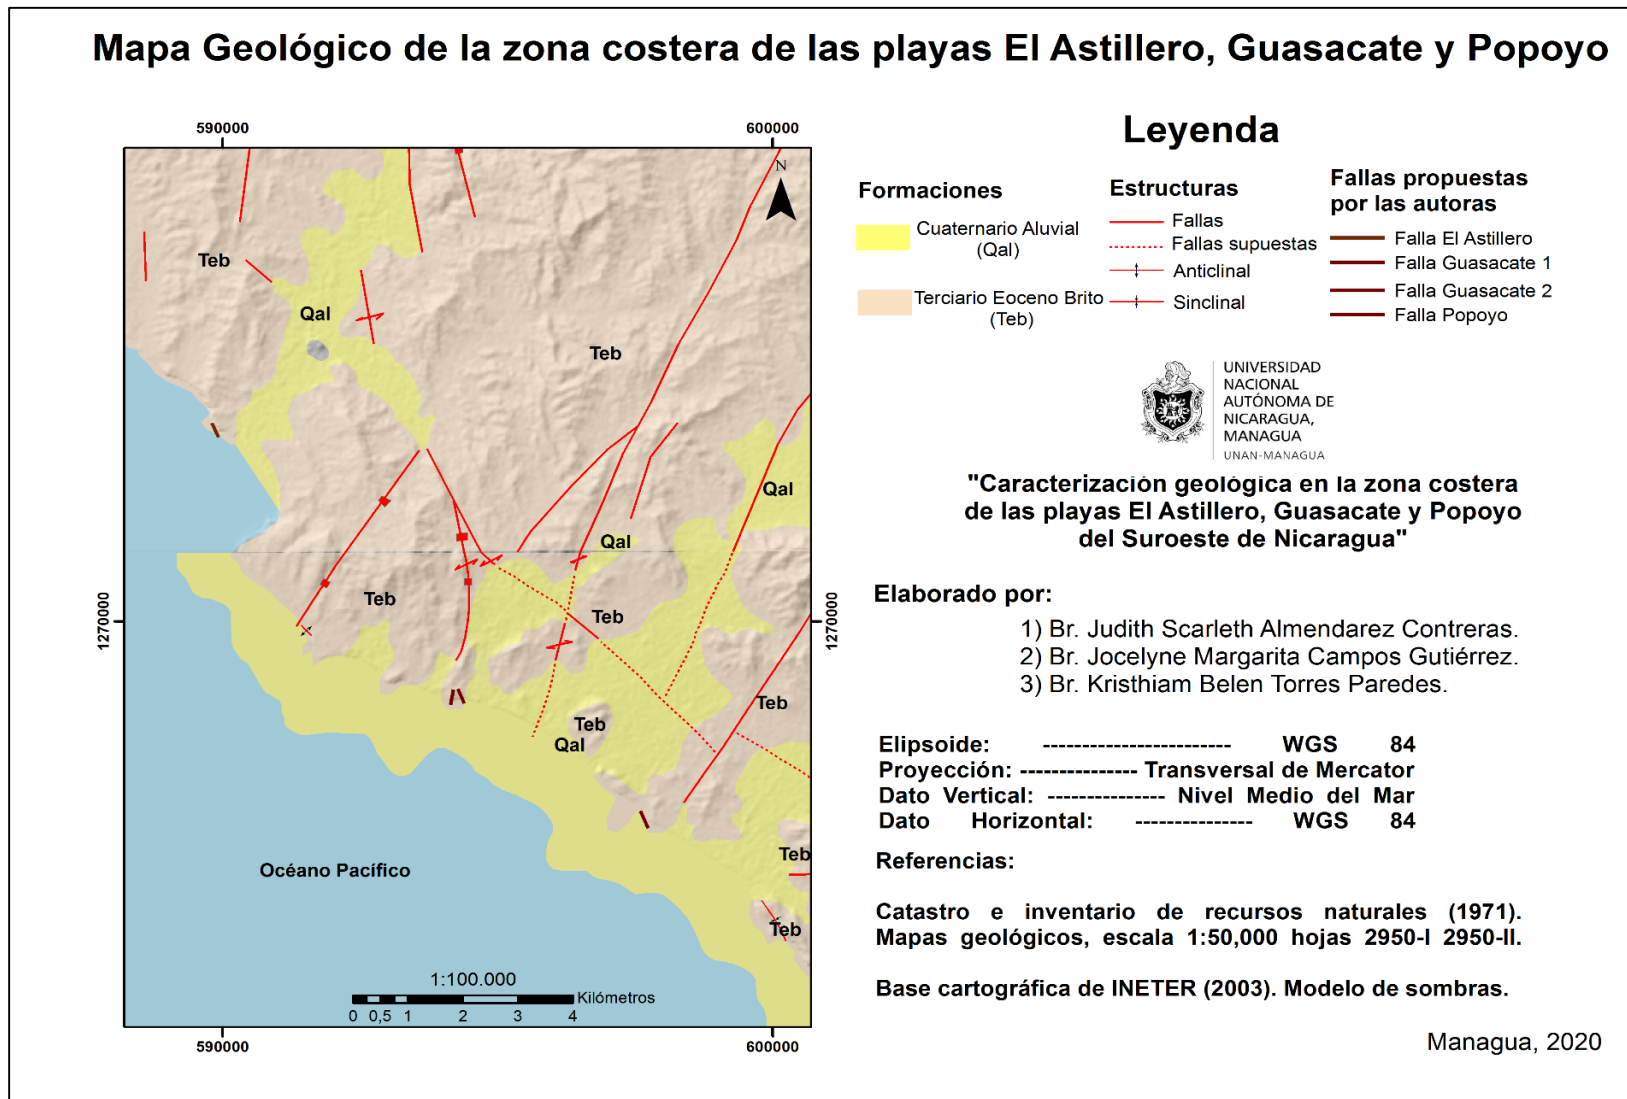 Mapa Geológico de la zona costera de las playas El Astillero, Guasacate y Popoyo
590000
600000
N
Teb
Qal
Teb
Qal
Qal
Teb
Teb
Teb
Teb
Qal
Teb
Teb
1270000
1270000
Océano Pacífico
1:100.000
Kilómetros
0 0,5 1 2 3 4
590000
600000
Leyenda
Formaciones
Cuaternario Aluvial
(Qal)
Terciario Eoceno Brito
(Teb)
Estructuras
Fallas
Fallas supuestas
Anticlinal
Sinclinal
Fallas propuestas
por las autoras
Falla El Astillero
Falla Guasacate 1
Falla Guasacate 2
Falla Popoyo
UNIVERSIDAD
NACIONAL
AUTÓNOMA DE
NICARAGUA,
MANAGUA
UNAN-MANAGUA
"Caracterización geológica en la zona costera
de las playas El Astillero, Guasacate y Popoyo
del Suroeste de Nicaragua"
Elaborado por:
1) Br. Judith Scarleth Almendarez Contreras.
2) Br. Jocelyne Margarita Campos Gutiérrez.
3) Br. Kristhiam Belen Torres Paredes.
Elipsoide: ------------------------ WGS 84
Proyección: --------------- Transversal de Mercator
Dato Vertical: --------------- Nivel Medio del Mar
Dato Horizontal: --------------- WGS 84
Referencias:
Catastro e inventario de recursos naturales (1971).
Mapas geológicos, escala 1:50,000 hojas 2950-I 2950-II.
Base cartográfica de INETER (2003). Modelo de sombras.
Managua, 2020